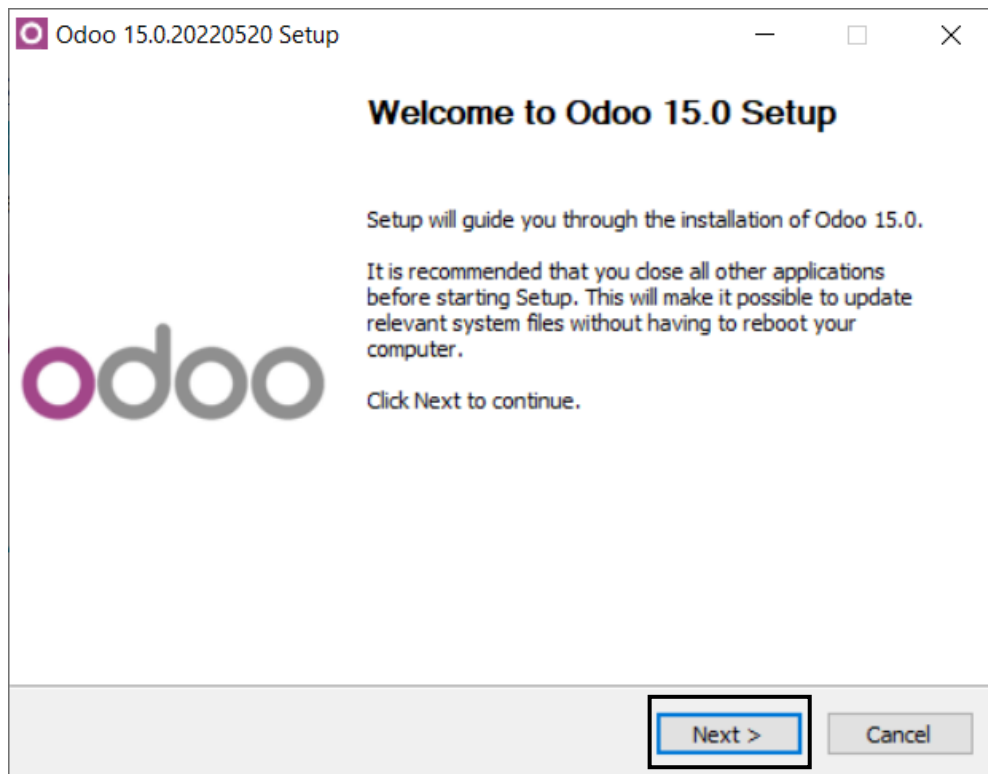 Odoo 15.0.20220520 Setup
Welcome to Odoo 15.0 Setup
Setup will guide you through the installation of Odoo 15.0.
It is recommended that you close all other applications
before starting Setup. This will make it possible to update
relevant system files without having to reboot your
computer.
Click Next to continue.
odoo
Next >
Cancel